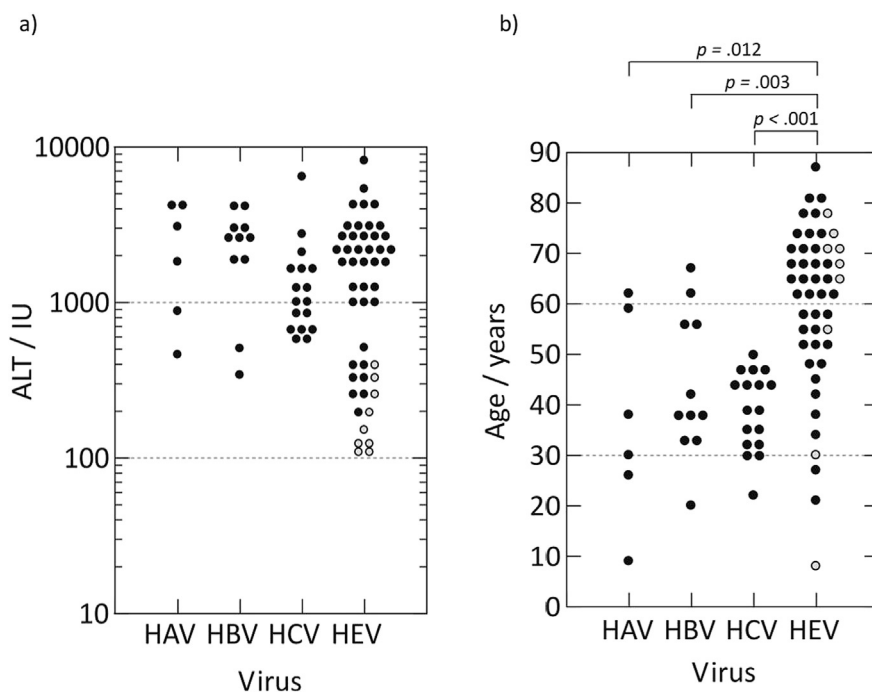 a)
10000
1000
100
10
ALT / IU
HAV HBV HCV HEV
Virus
b)
p = .012
p = .003
p < .001
90
80
70
60
50
40
30
20
10
0
Age / years
HAV HBV HCV HEV
Virus